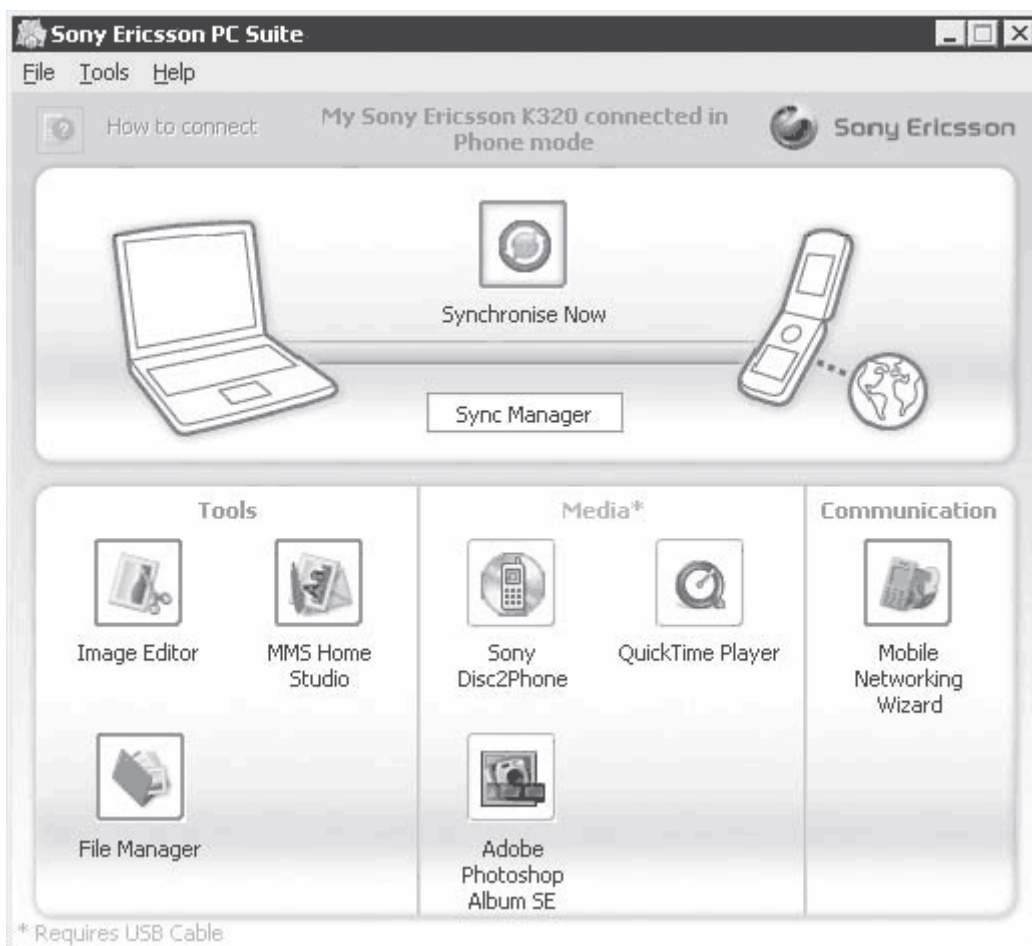 Sony Ericsson PC Suite
File Tools Help
How to connect
My Sony Ericsson K320 connected in
Phone mode
Sony Ericsson
Synchronise Now
Sync Manager
Tools
Media*
Communication
Image Editor
MMS Home
Studio
Sony
Disc2Phone
QuickTime Player
Mobile
Networking
Wizard
File Manager
Adobe
Photoshop
Album SE
* Requires USB Cable